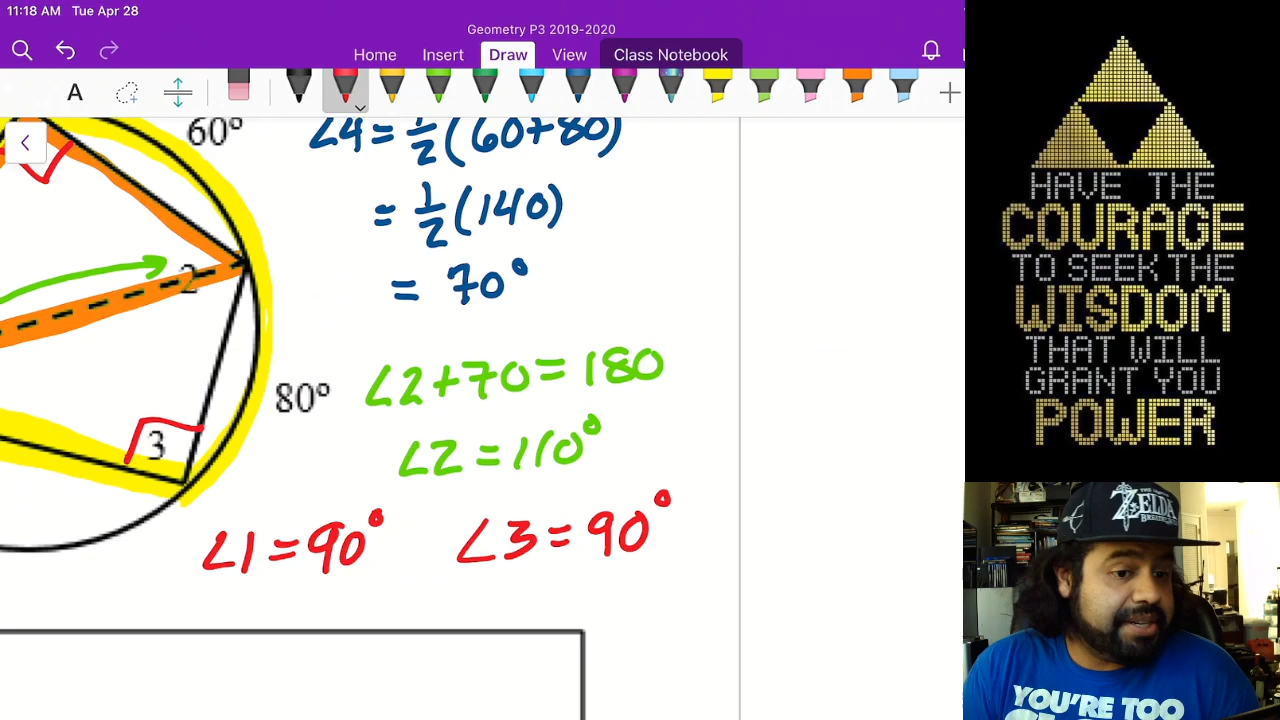 11:18 AM Tue Apr 28
Geometry P3 2019-2020
Home Insert Draw View Class Notebook
A
60º
∠4 = 1/2 (60+80)
= 1/2 (140)
= 70°
2
80º
∠2+70 = 180
∠2 = 110°
3
∠1 = 90°
∠3 = 90°
HAVE THE
COURAGE
TO SEEK THE
WISDOM
THAT WILL
GRANT YOU
POWER
ZELDA
YOU'RE TOO